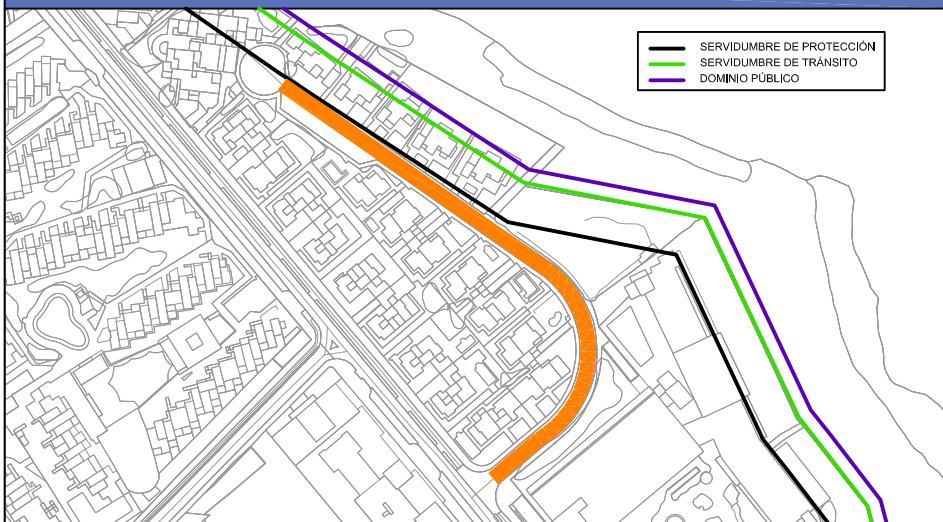 SERVIDUMBRE DE PROTECCIÓN
SERVIDUMBRE DE TRÁNSITO
DOMINIO PÚBLICO